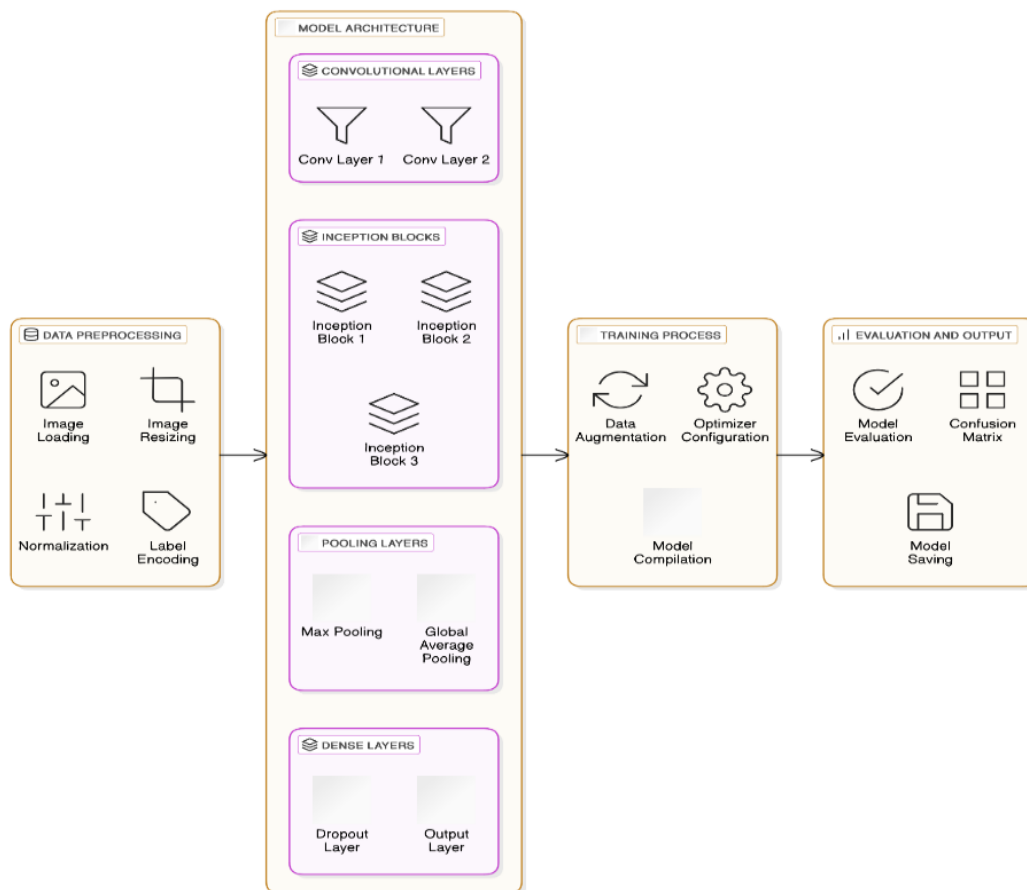 MODEL ARCHITECTURE
CONVOLUTIONAL LAYERS
Conv Layer 1
Conv Layer 2
INCEPTION BLOCKS
Inception
Block 1
Inception
Block 2
Inception
Block 3
POOLING LAYERS
Max Pooling
Global
Average
Pooling
DENSE LAYERS
Dropout
Layer
Output
Layer
DATA PREPROCESSING
Image
Loading
Image
Resizing
Normalization
Label
Encoding
TRAINING PROCESS
Data
Augmentation
Optimizer
Configuration
Model
Compilation
EVALUATION AND OUTPUT
Model
Evaluation
Confusion
Matrix
Model
Saving